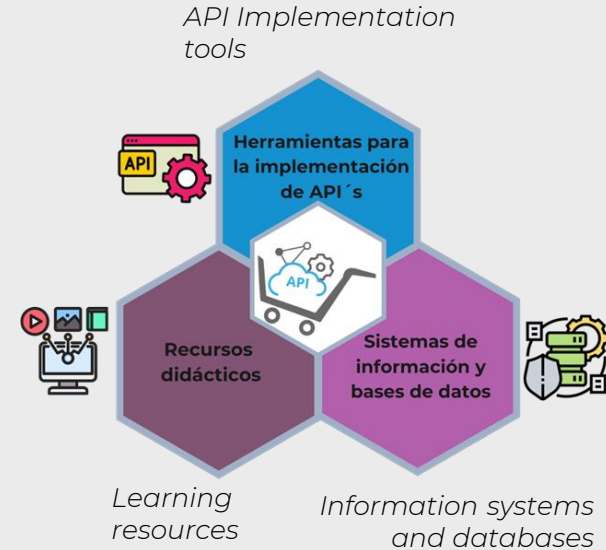 API Implementation
tools
Herramientas para
la implementación
de API´s
API
API
Recursos
didácticos
Sistemas de
información y
bases de datos
Learning
resources
Information systems
and databases